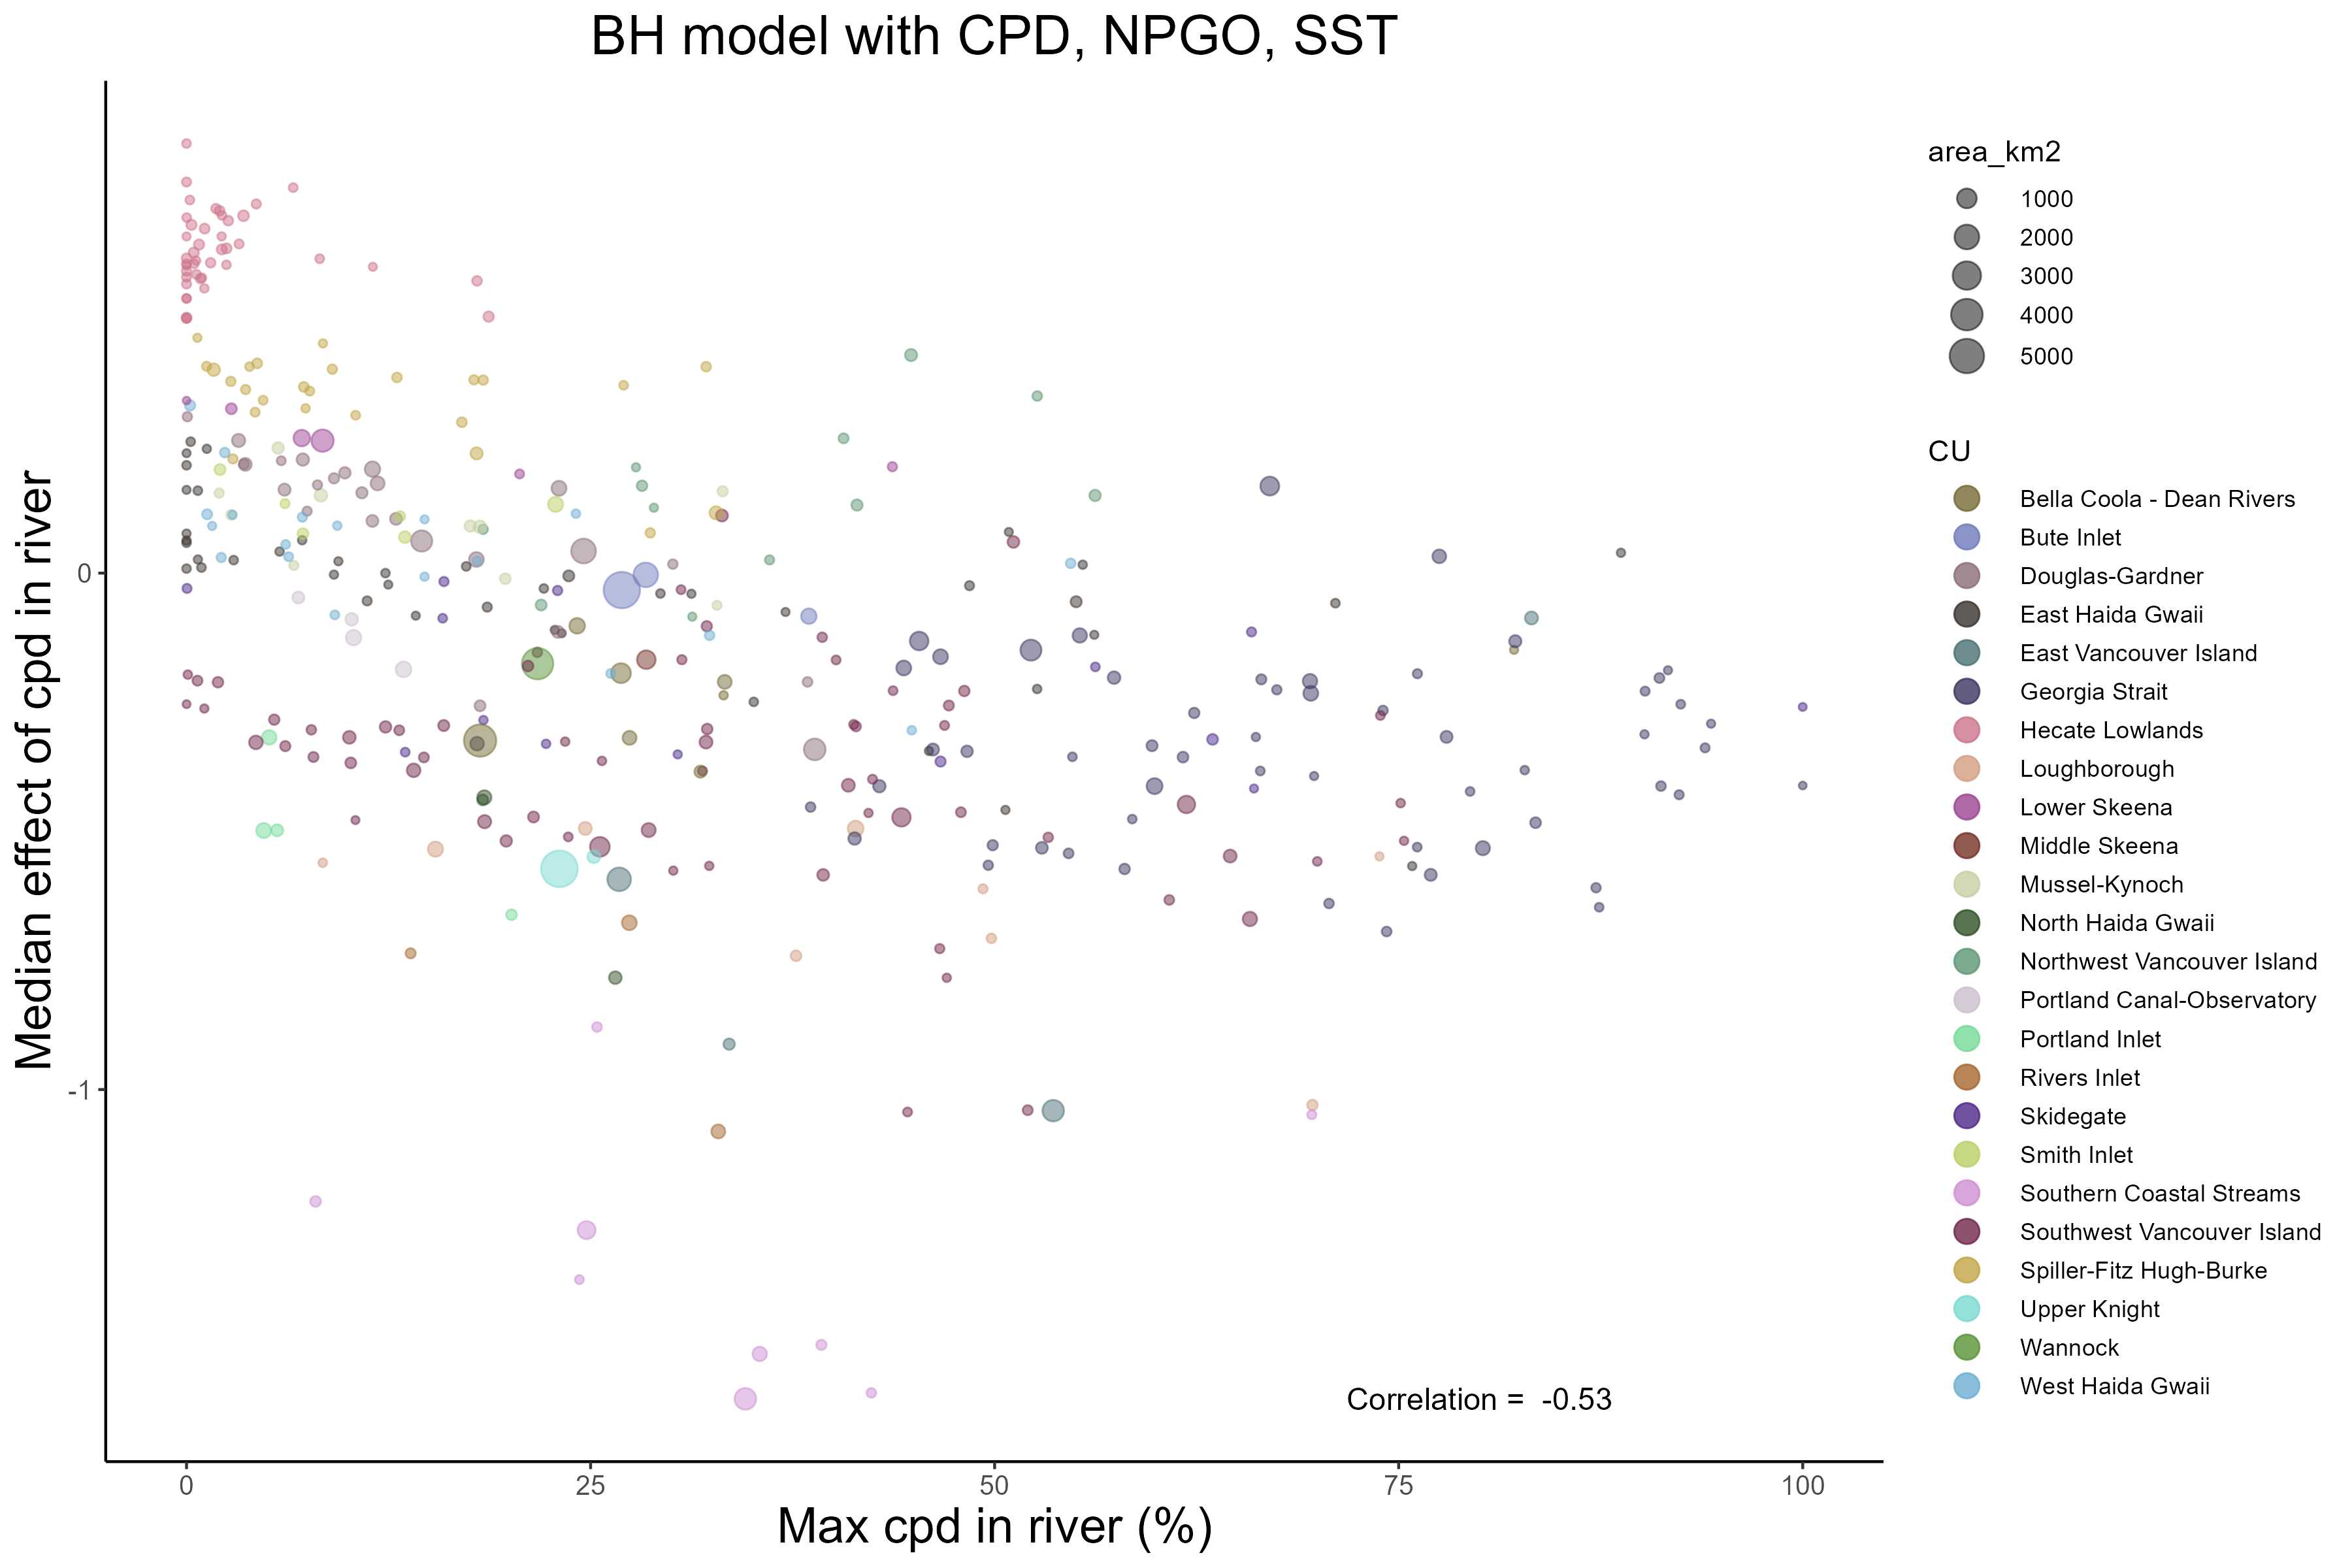 BH model with CPD, NPGO, SST
Median effect of cpd in river
0
-1
0
25
50
75
100
Max cpd in river (%)
Correlation = -0.53
area_km2
1000
2000
3000
4000
5000
CU
Bella Coola - Dean Rivers
Bute Inlet
Douglas-Gardner
East Haida Gwaii
East Vancouver Island
Georgia Strait
Hecate Lowlands
Loughborough
Lower Skeena
Middle Skeena
Mussel-Kynoch
North Haida Gwaii
Northwest Vancouver Island
Portland Canal-Observatory
Portland Inlet
Rivers Inlet
Skidegate
Smith Inlet
Southern Coastal Streams
Southwest Vancouver Island
Spiller-Fitz Hugh-Burke
Upper Knight
Wannock
West Haida Gwaii